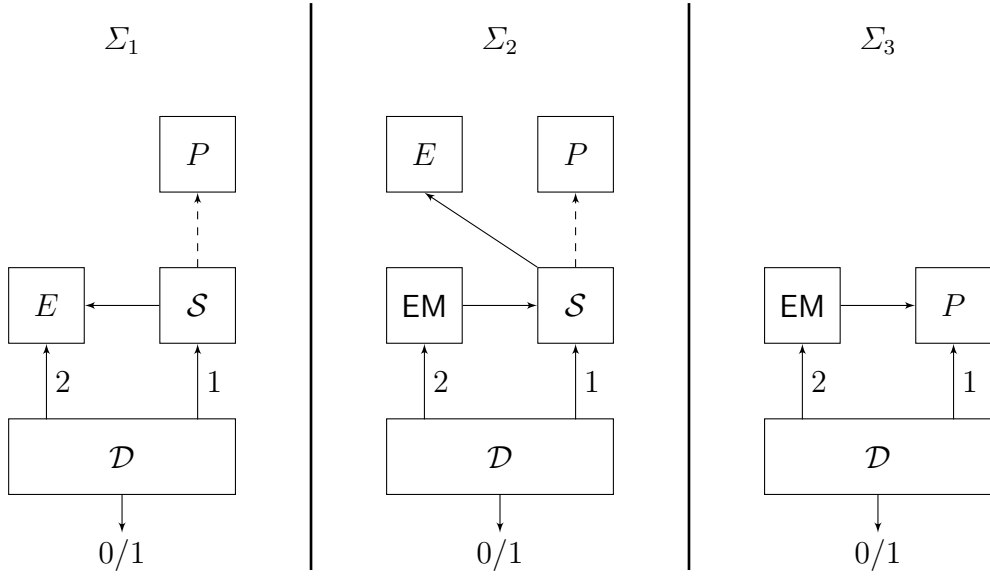 Σ₁ Σ₂ Σ₃
P E P
E S EM S EM P
2 1 2 1 2 1
D D D
0/1 0/1 0/1